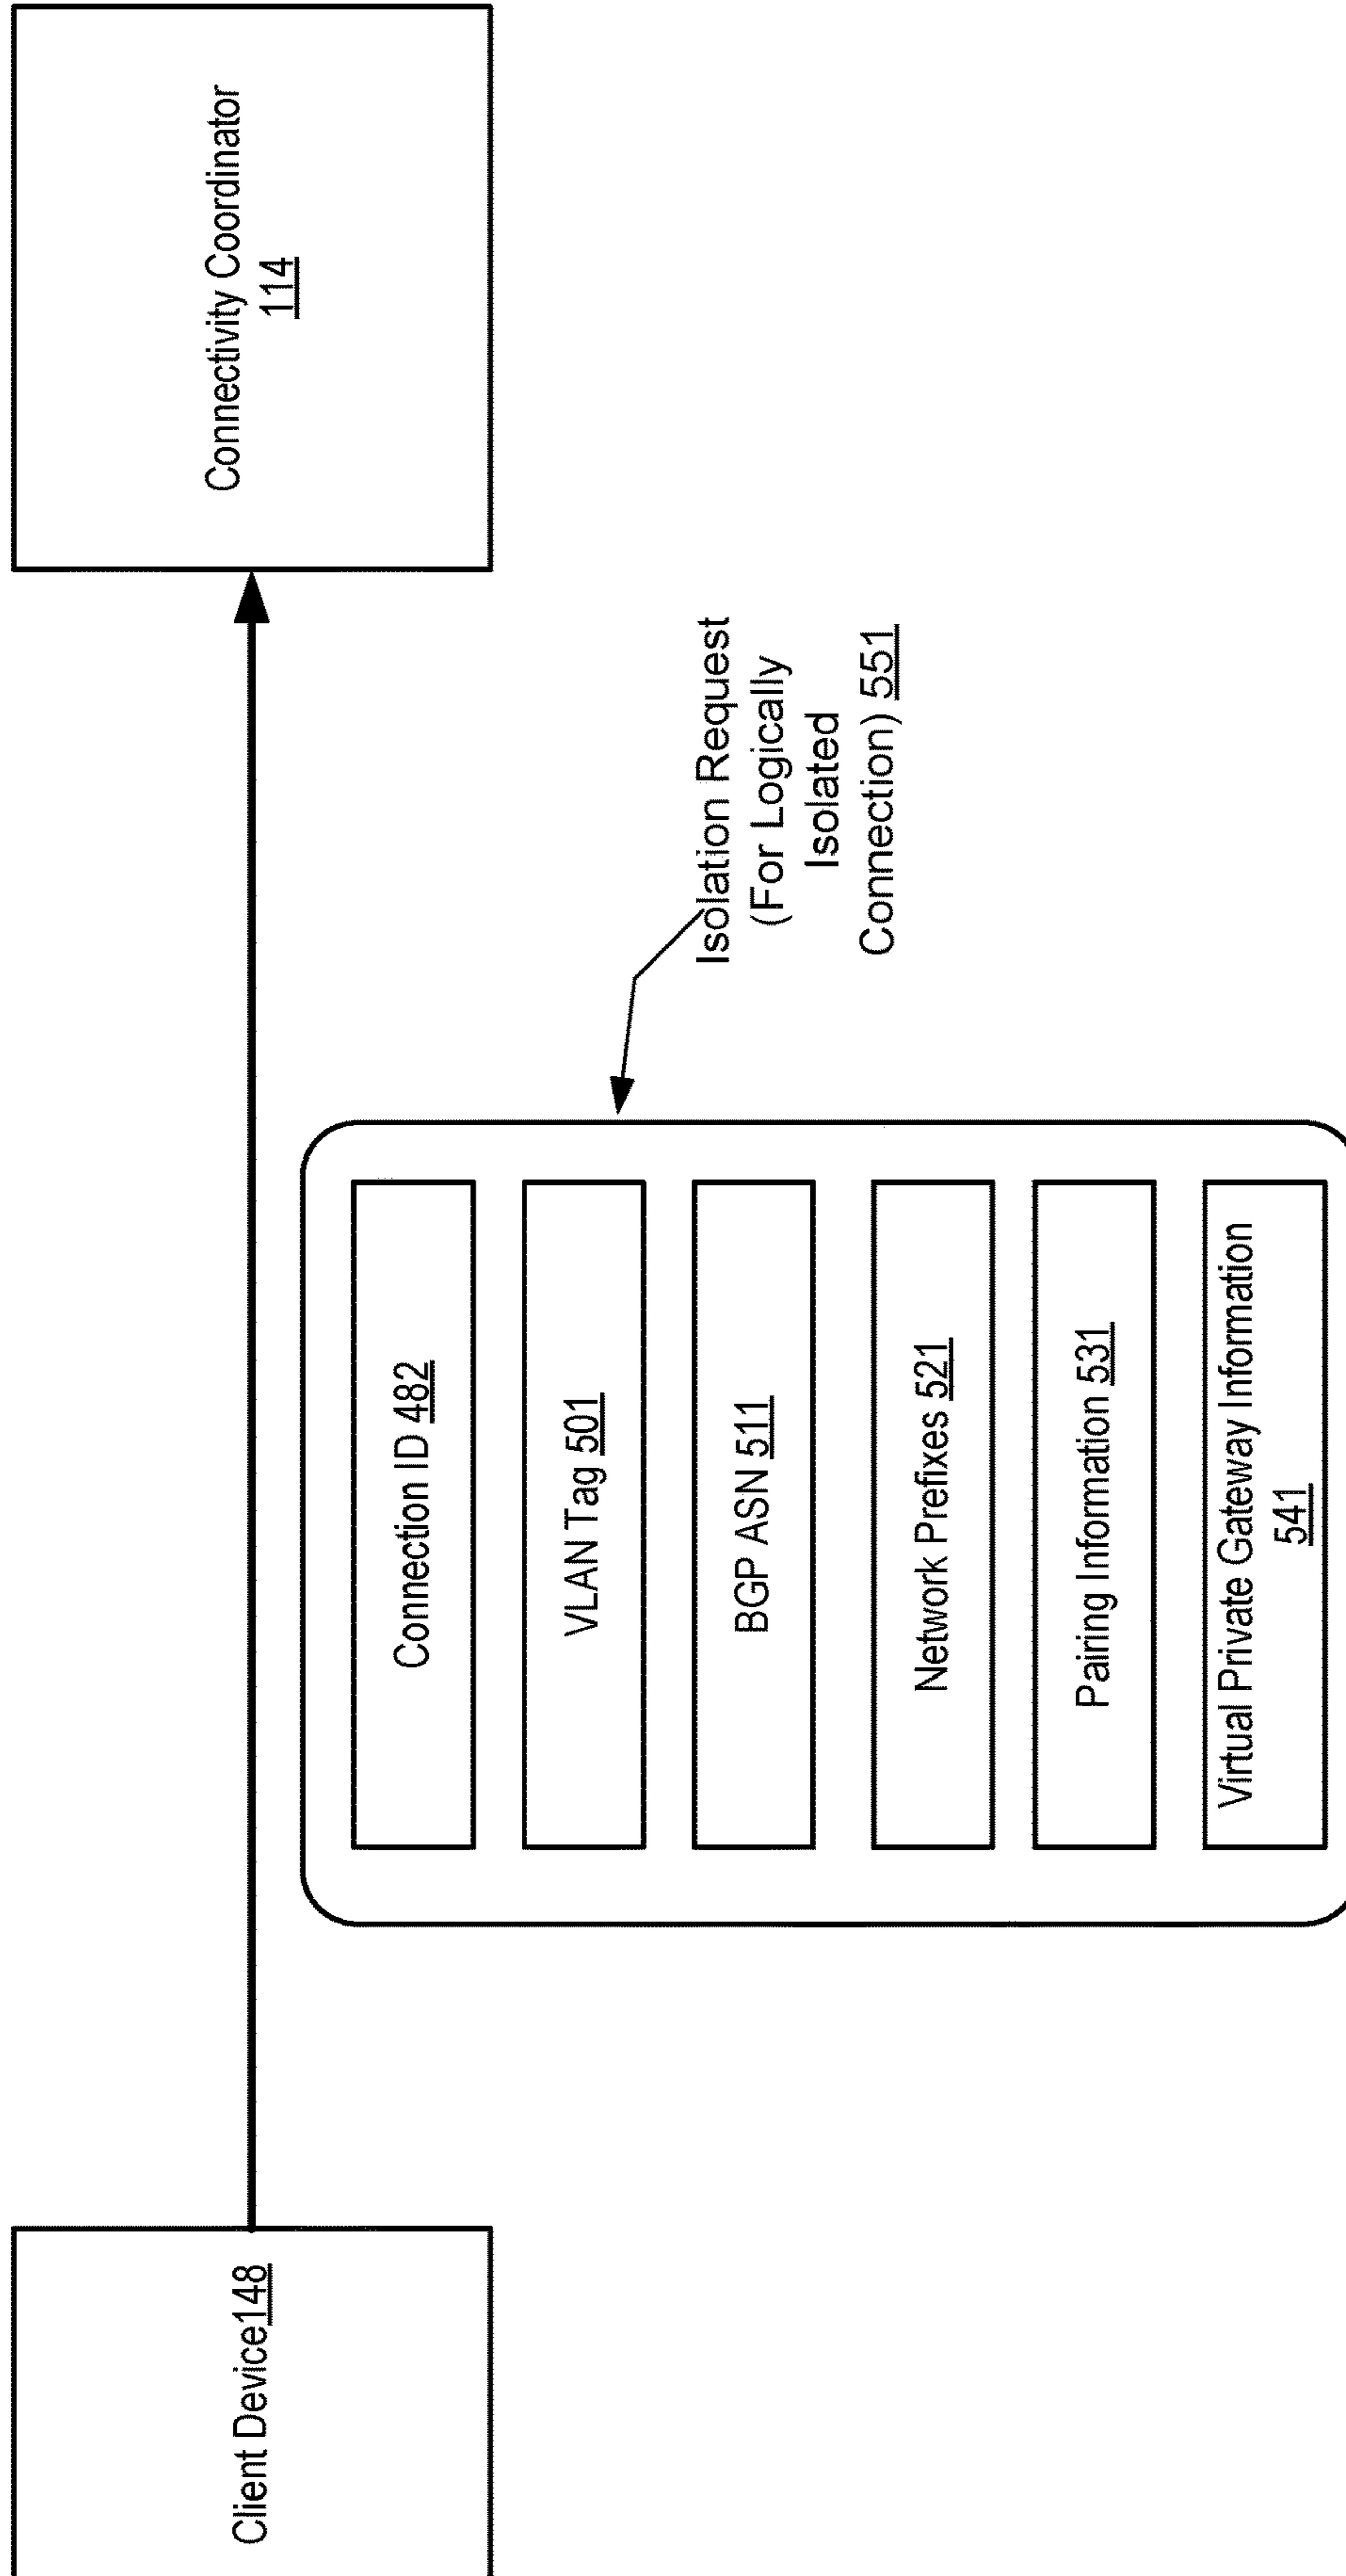 Client Device148
Connectivity Coordinator
114
Connection ID 482
VLAN Tag 501
BGP ASN 511
Network Prefixes 521
Pairing Information 531
Virtual Private Gateway Information
541
Isolation Request
(For Logically
Isolated
Connection) 551